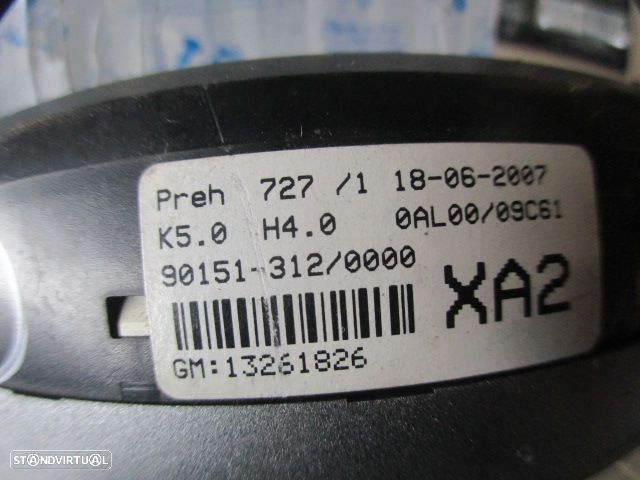 Preh 727 /1 18-06-2007
K5.0 H4.0 0AL00/09C61
90151-312/0000
XA2
GM:13261826
STANDVIRTUAL